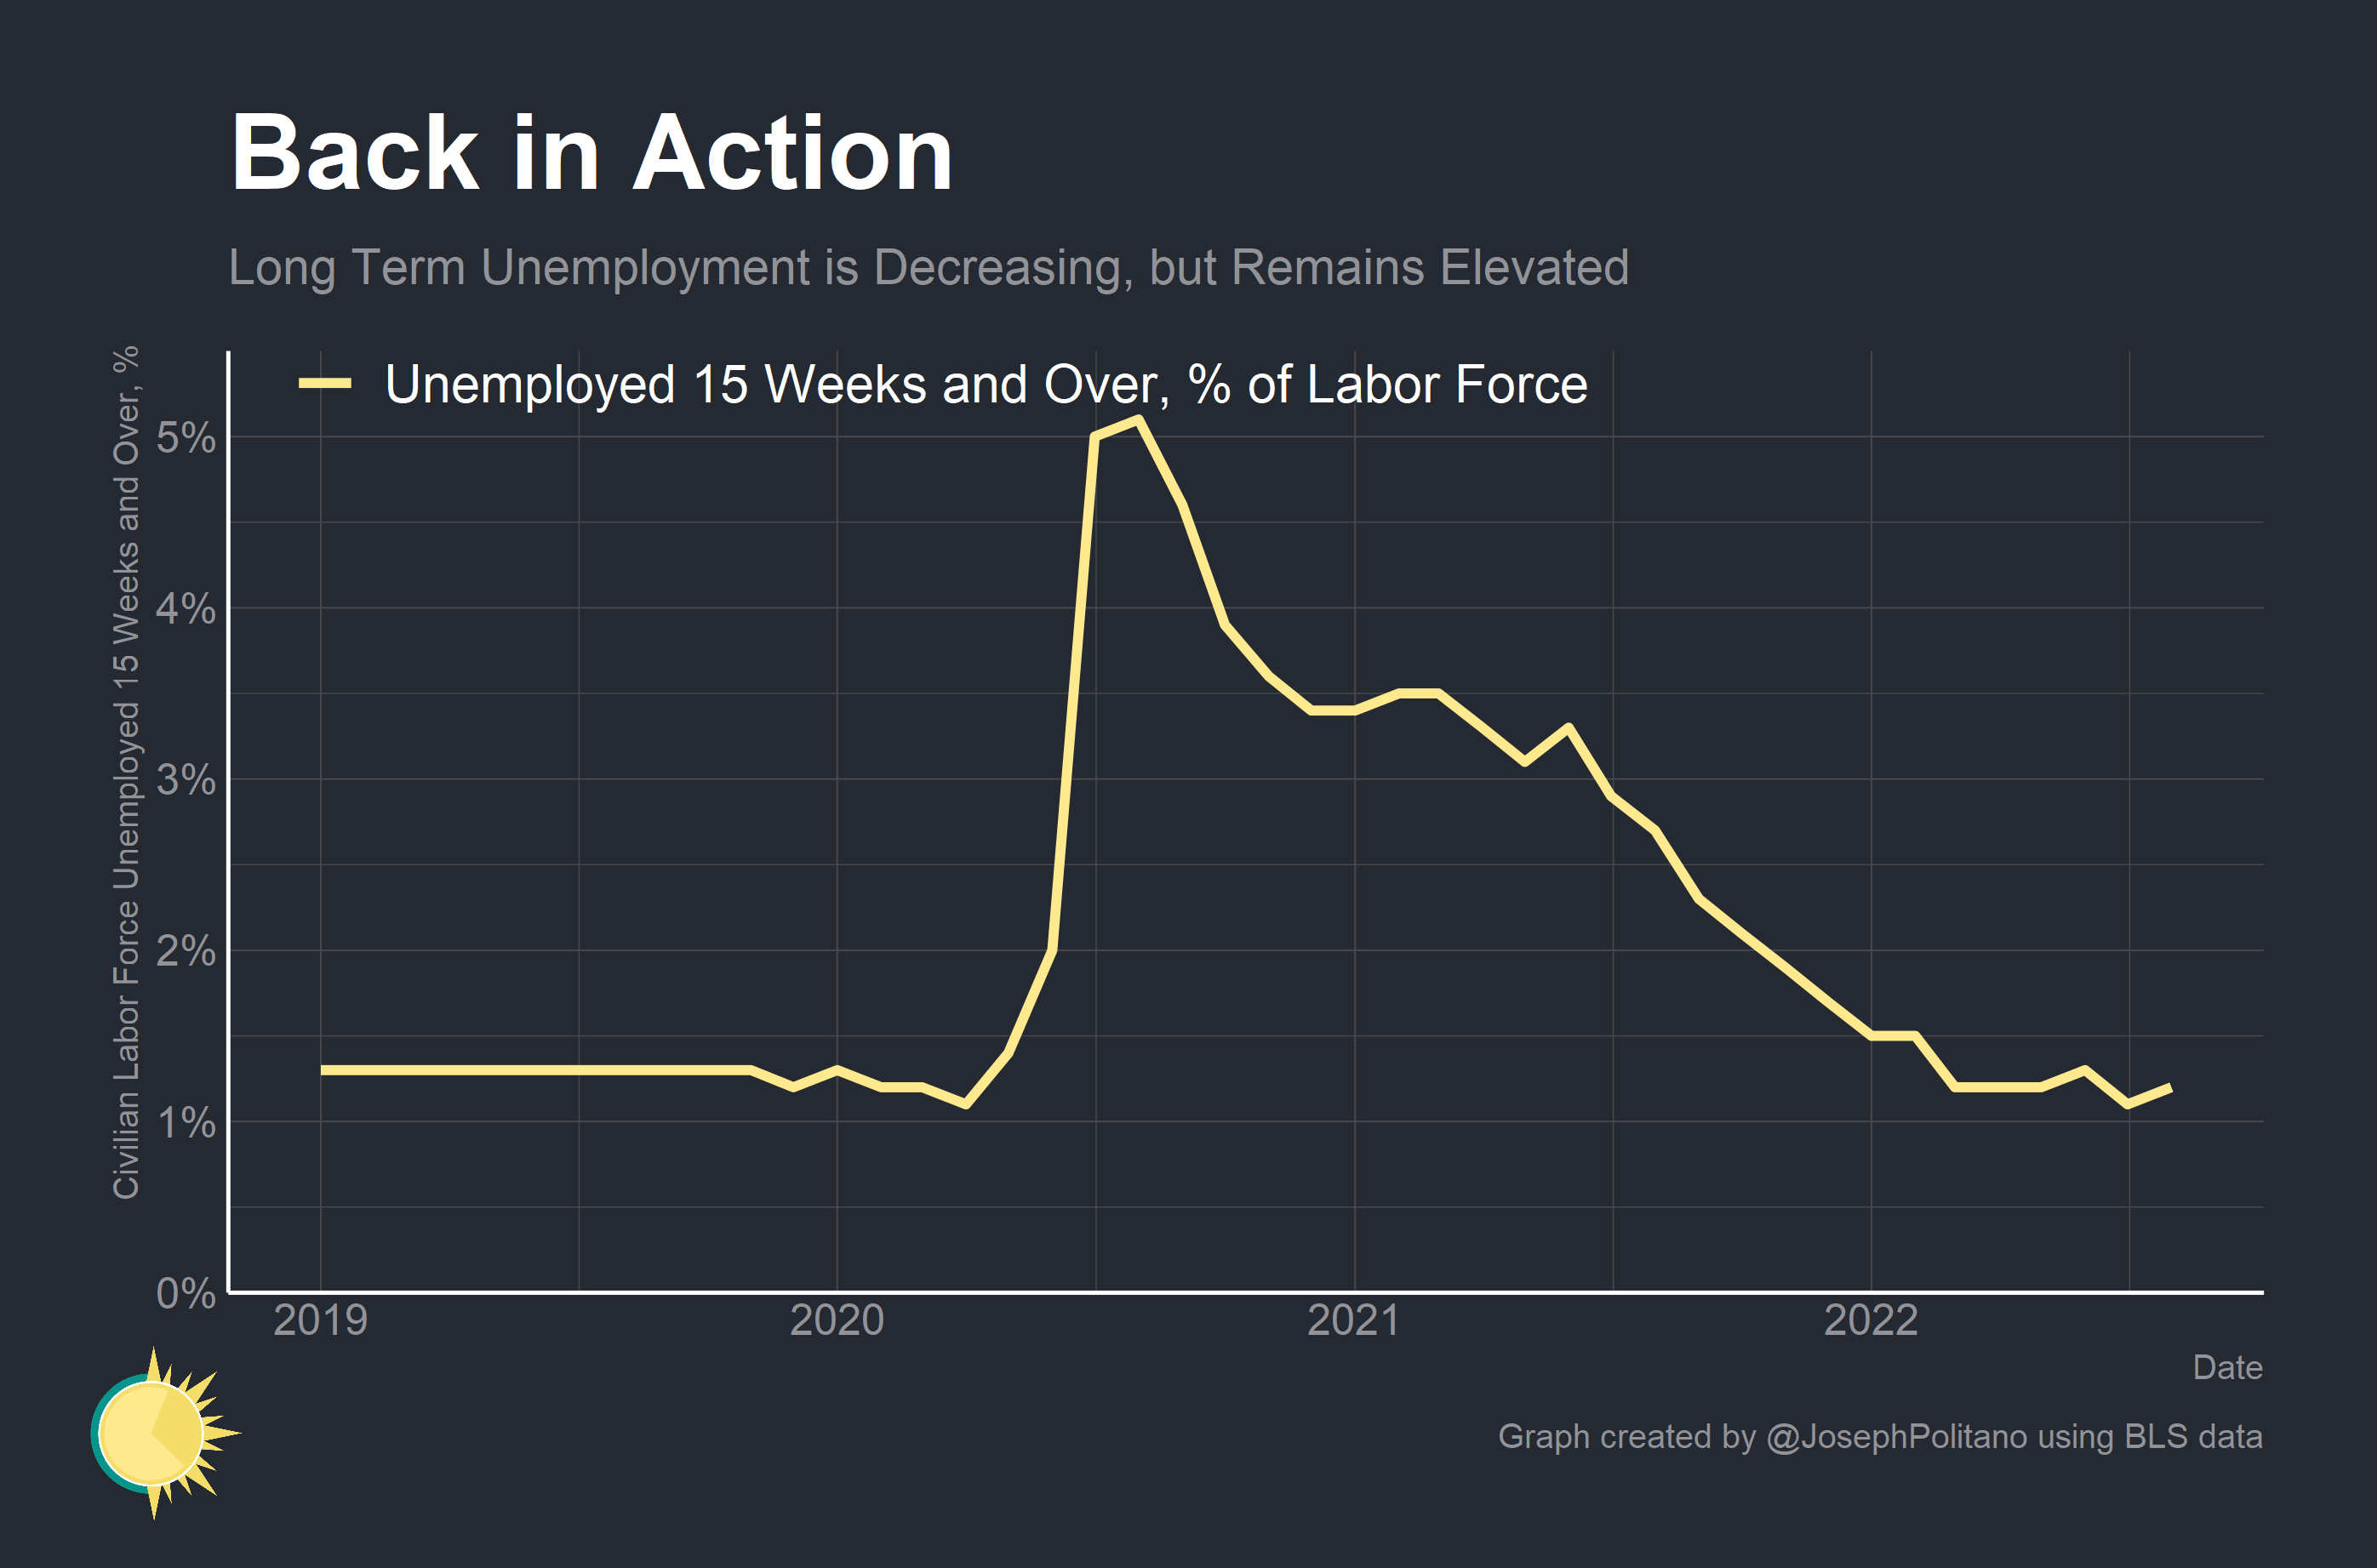 Back in Action
Long Term Unemployment is Decreasing, but Remains Elevated
Civilian Labor Force Unemployed 15 Weeks and Over, %
Unemployed 15 Weeks and Over, % of Labor Force
5%
4%
3%
2%
1%
0%
2019
2020
2021
2022
Date
Graph created by @JosephPolitano using BLS data